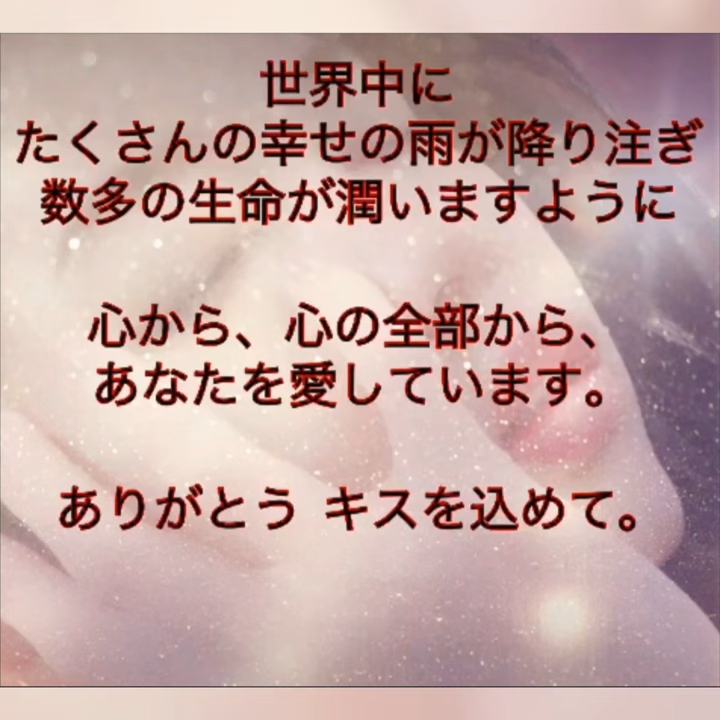 世界中に
たくさんの幸せの雨が降り注ぎ
数多の生命が潤いますように
心から、心の全部から、
あなたを愛しています。
ありがとう キスを込めて。